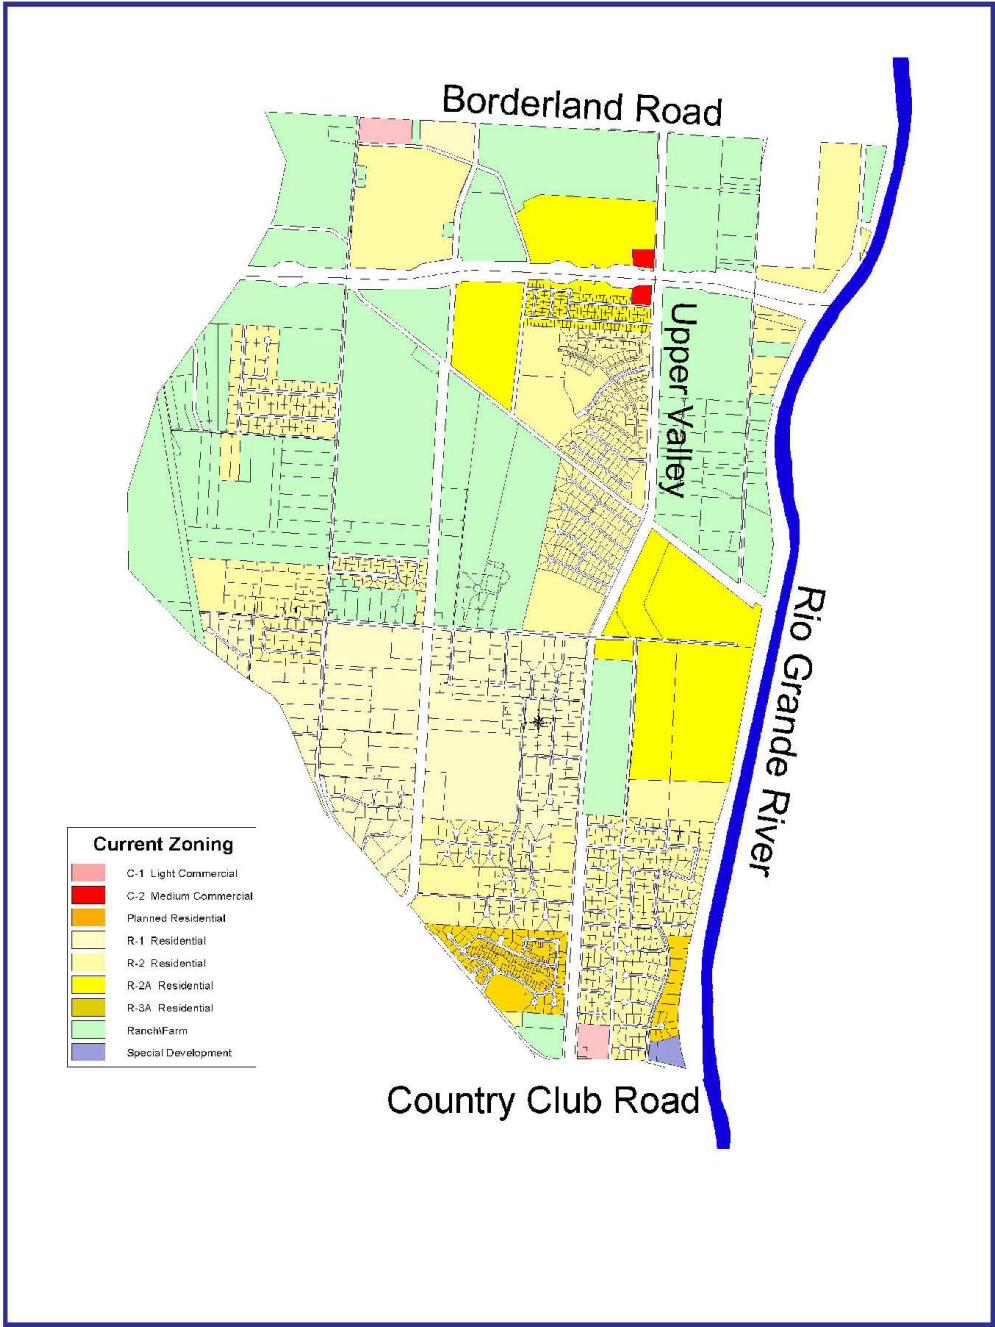 Borderland Road
Upper Valley
Rio Grande River
Current Zoning
C-1 Light Commercial
C-2 Medium Commercial
Planned Residential
R-1 Residential
R-2 Residential
R-2A Residential
R-3A Residential
Ranch\Farm
Special Development
Country Club Road